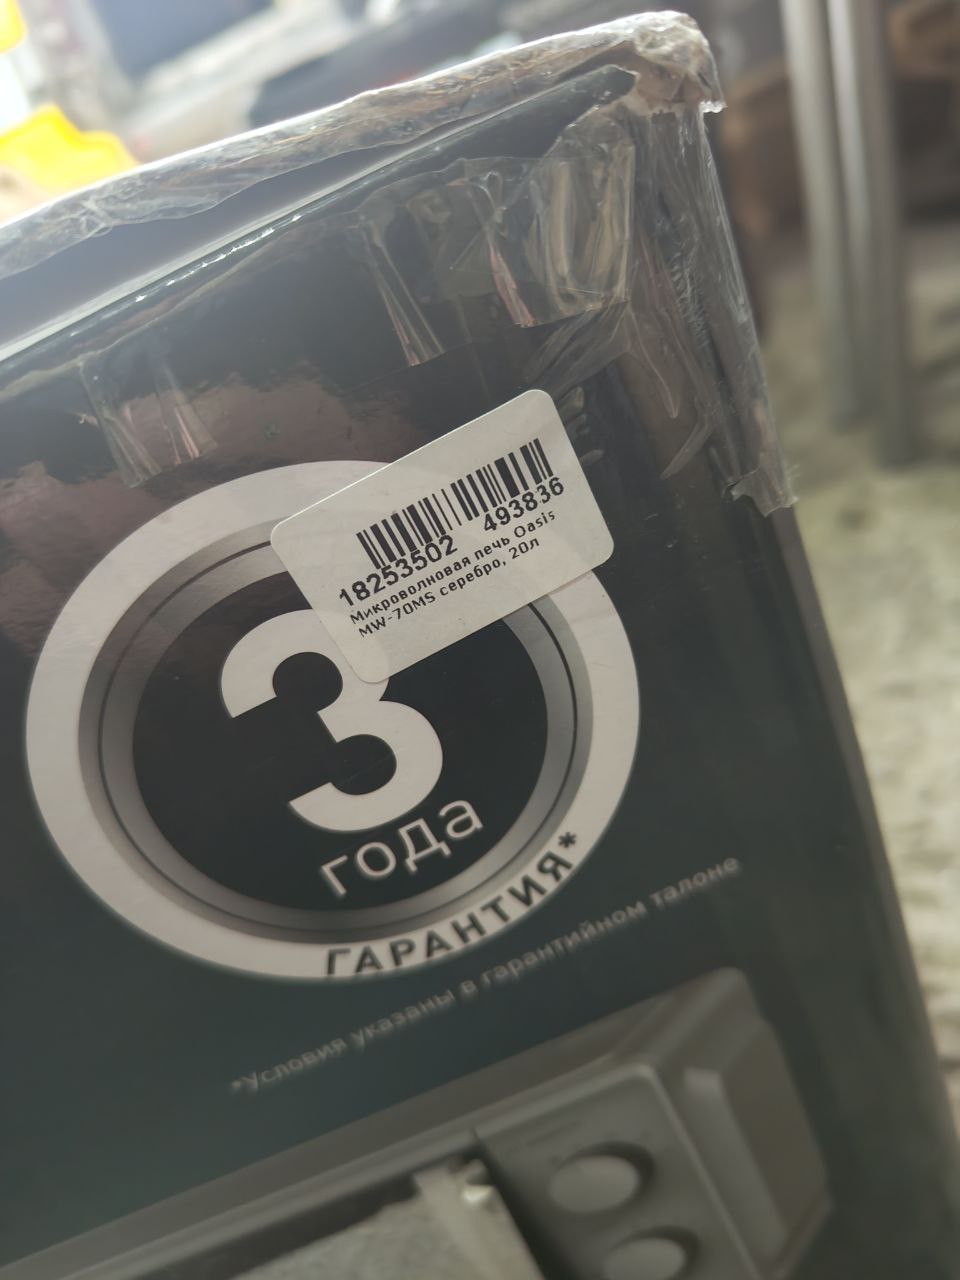 18253502 493836
Микроволновая печь Oasis
MW-70MS серебро, 20л
3
года
ГАРАНТИЯ*
*Условия указаны в гарантийном талоне